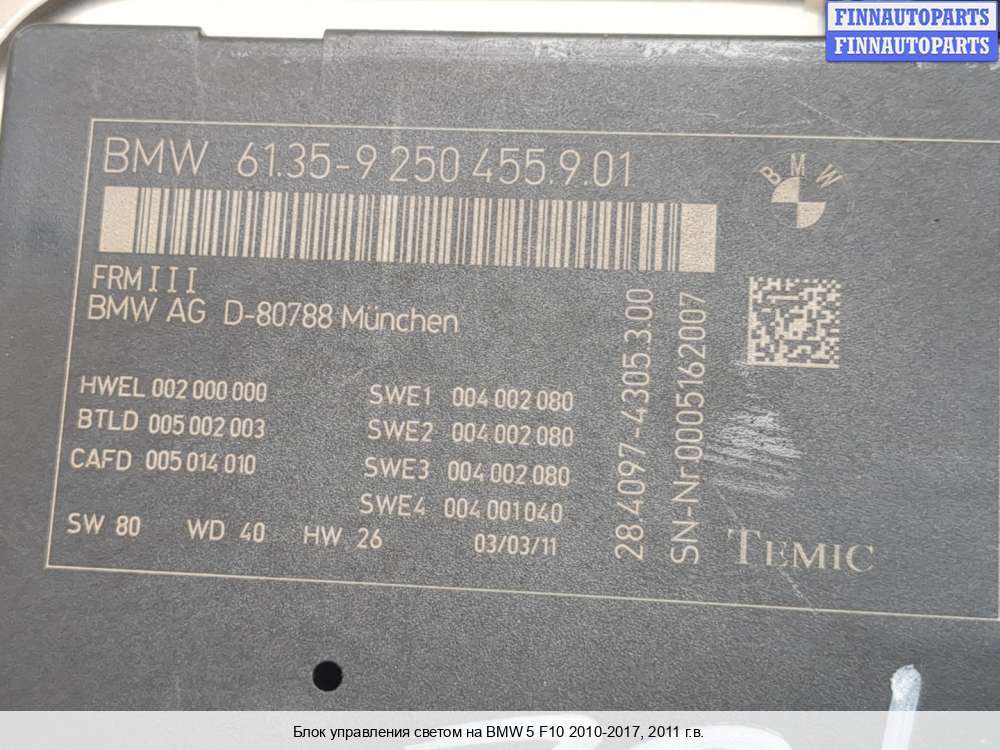 FINNAUTOPARTS
FINNAUTOPARTS
BMW 61.35-9 250 455.9.01
BMW
FRM III
BMW AG D-80788 München
HWEL 002 000 000
BTLD 005 002 003
CAFD 005 014 010
SWE1 004 002 080
SWE2 004 002 080
SWE3 004 002 080
SWE4 004 001 040
SW 80 WD 40 HW 26 03/03/11
28.4097-4305.3.00
SN-Nr.0005162007
TEMIC
Блок управления светом на BMW 5 F10 2010-2017, 2011 г.в.